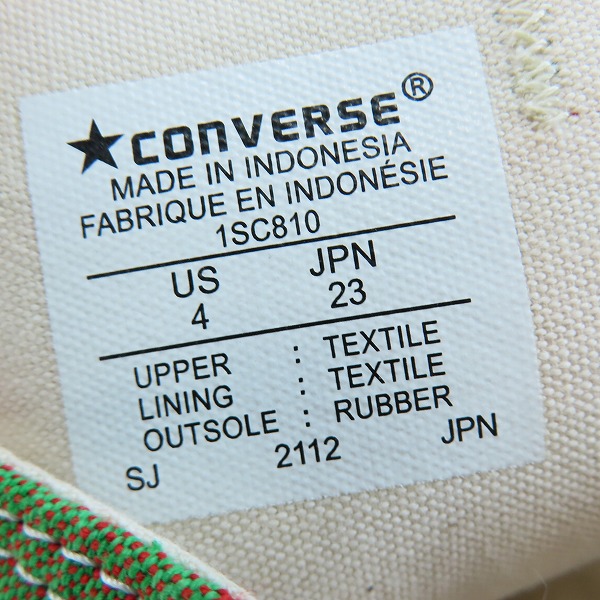 ★CONVERSE®
MADE IN INDONESIA
FABRIQUE EN INDONÉSIE
1SC810
US JPN
4 23
UPPER : TEXTILE
LINING : TEXTILE
OUTSOLE : RUBBER
SJ 2112 JPN